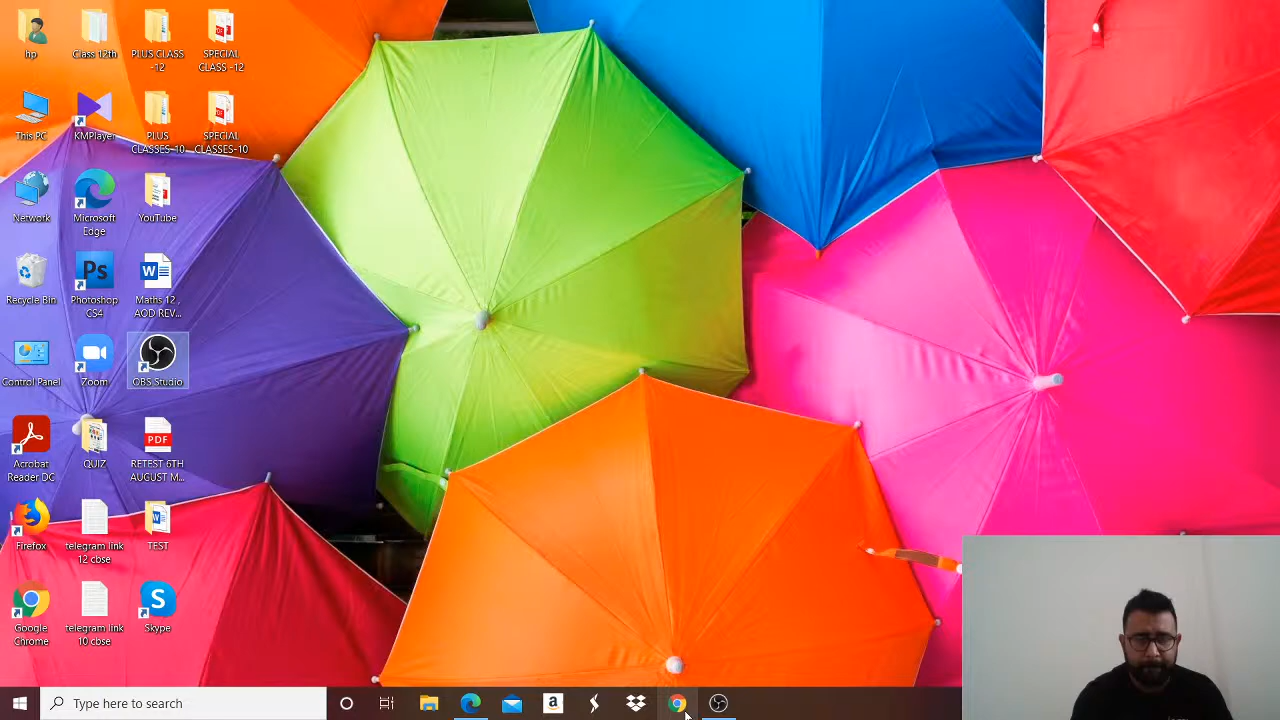 hp
Class 12th
PLUS CLASS
-12
SPECIAL
CLASS -12
This PC
KMPlayer
PLUS
CLASSES-10
SPECIAL
CLASSES-10
Network
Microsoft
Edge
YouTube
Recycle Bin
Ps
Photoshop
CS4
W
Maths 12 ,
AOD REV...
Control Panel
Zoom
OBS Studio
Acrobat
Reader DC
QUIZ
PDF
RETEST 6TH
AUGUST M...
Firefox
telegram link
12 cbse
TEST
Google
Chrome
telegram link
10 cbse
S
Skype
Type here to search
a